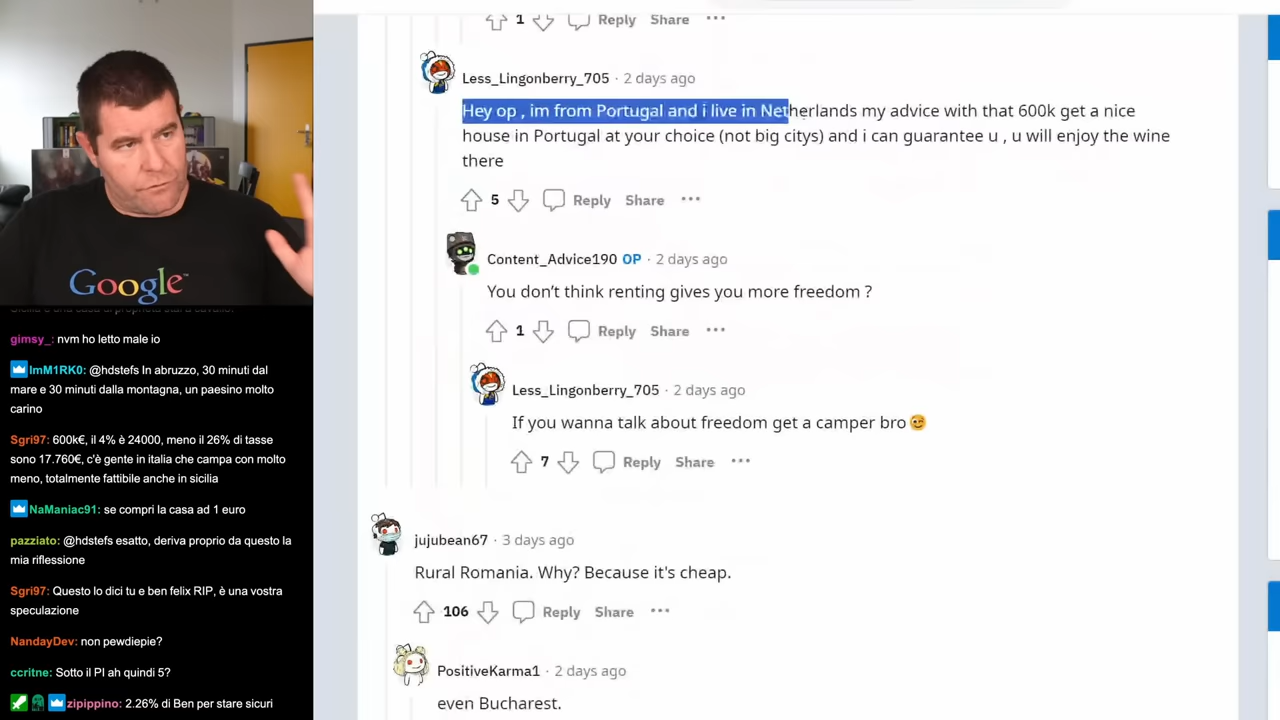 Google™
Sicilia e una casa di proprietà starà cavallo.
gimsy_: nvm ho letto male io
ImM1RK0: @hdstefs In abruzzo, 30 minuti dal
mare e 30 minuti dalla montagna, un paesino molto
carino
Sgri97: 600k€, il 4% è 24000, meno il 26% di tasse
sono 17.760€, c'è gente in italia che campa con molto
meno, totalmente fattibile anche in sicilia
NaManiac91: se compri la casa ad 1 euro
pazziato: @hdstefs esatto, deriva proprio da questo la
mia riflessione
Sgri97: Questo lo dici tu e ben felix RIP, è una vostra
speculazione
NandayDev: non pewdiepie?
ccritne: Sotto il PI ah quindi 5?
zipippino: 2.26% di Ben per stare sicuri
1 Reply Share ···
Less_Lingonberry_705 · 2 days ago
Hey op , im from Portugal and i live in Netherlands my advice with that 600k get a nice
house in Portugal at your choice (not big citys) and i can guarantee u , u will enjoy the wine
there
5 Reply Share ···
Content_Advice190 OP · 2 days ago
You don’t think renting gives you more freedom ?
1 Reply Share ···
Less_Lingonberry_705 · 2 days ago
If you wanna talk about freedom get a camper bro😉
7 Reply Share ···
jujubean67 · 3 days ago
Rural Romania. Why? Because it's cheap.
106 Reply Share ···
PositiveKarma1 · 2 days ago
even Bucharest.